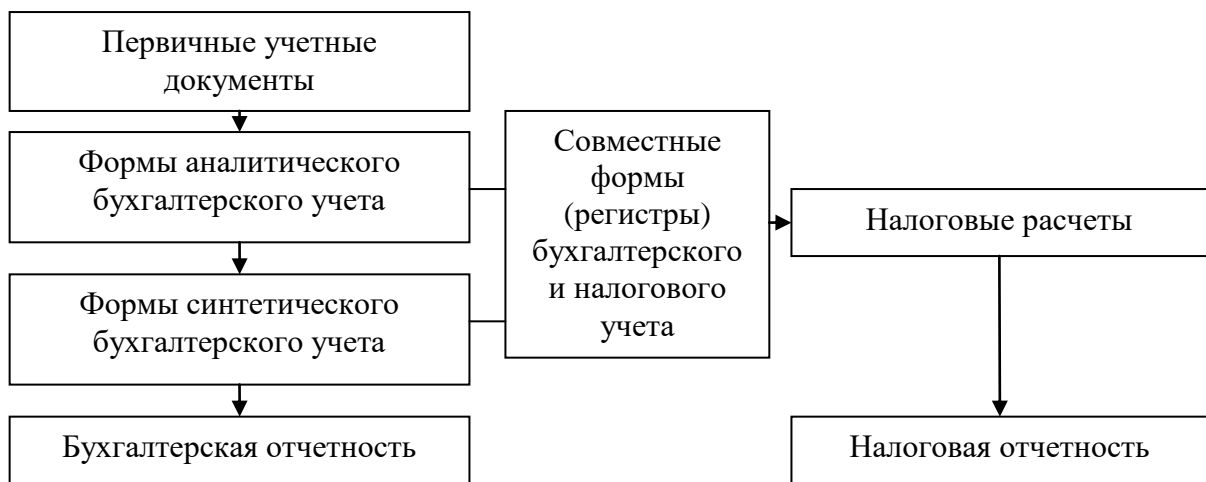 Первичные учетные
документы
Формы аналитического
бухгалтерского учета
Формы синтетического
бухгалтерского учета
Бухгалтерская отчетность
Совместные
формы
(регистры)
бухгалтерского
и налогового
учета
Налоговые расчеты
Налоговая отчетность